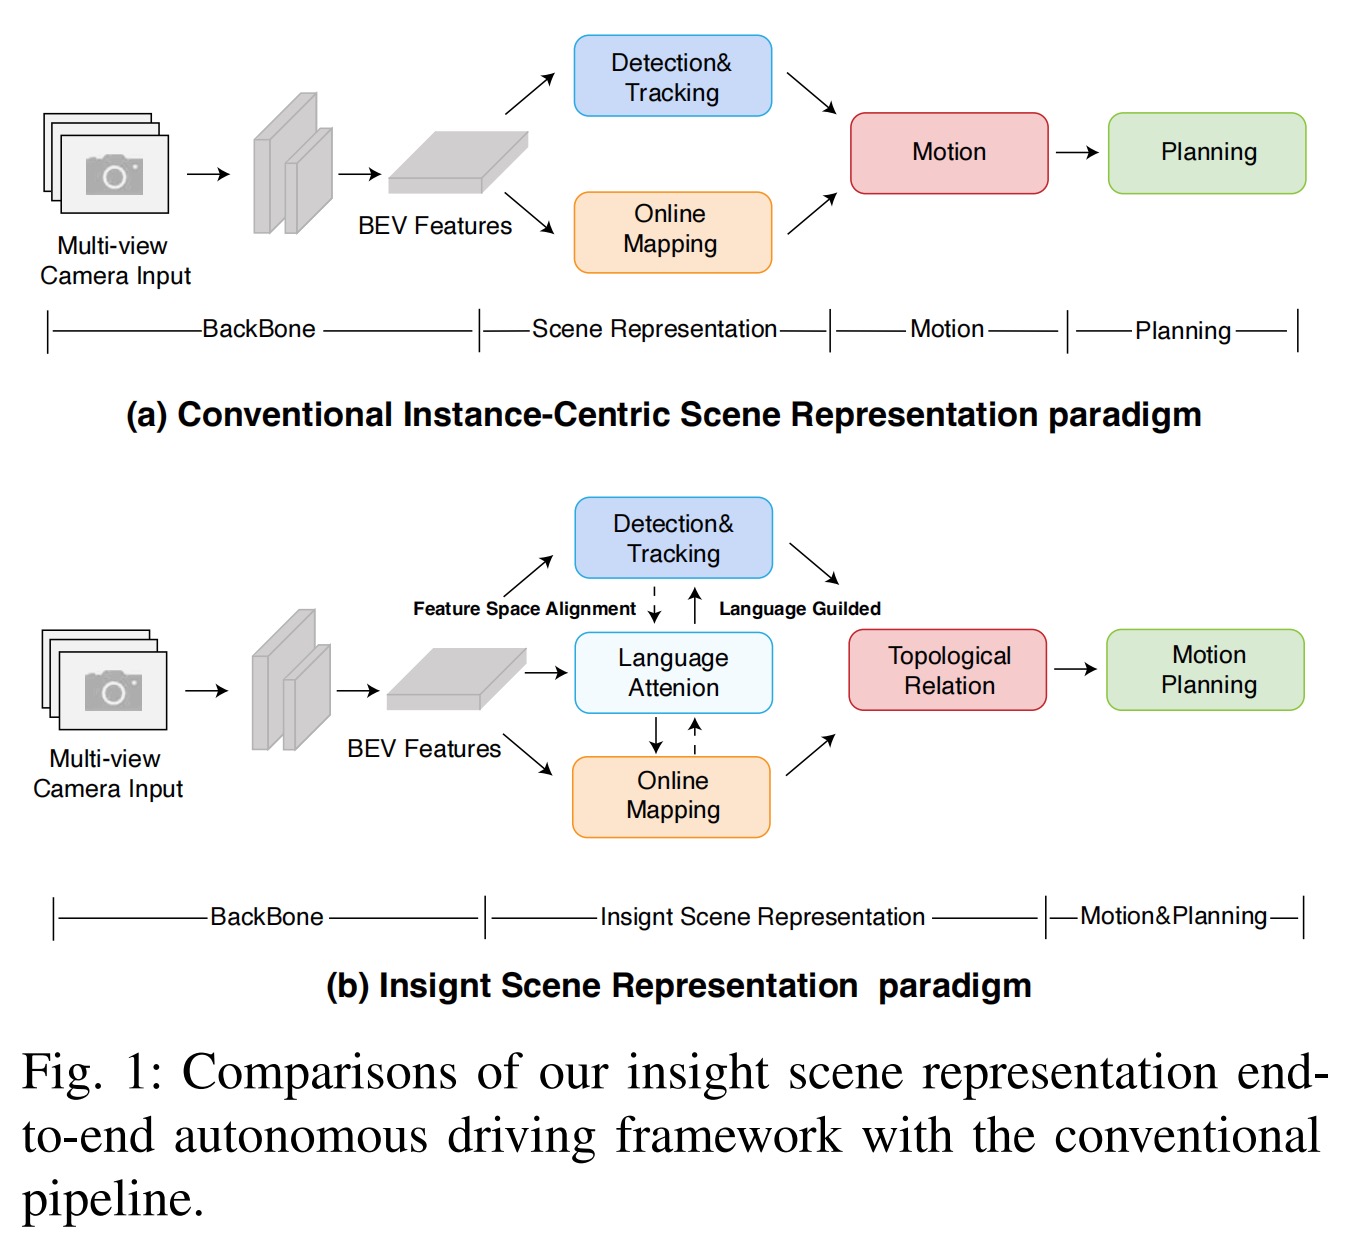 Detection&
Tracking
Motion
Planning
Online
Mapping
BEV Features
Multi-view
Camera Input
BackBone
Scene Representation
Motion
Planning
(a) Conventional Instance-Centric Scene Representation paradigm
Detection&
Tracking
Feature Space Alignment
Language Guilded
Language
Attenion
Topological
Relation
Motion
Planning
BEV Features
Multi-view
Camera Input
Online
Mapping
BackBone
Insignt Scene Representation
Motion&Planning
(b) Insignt Scene Representation paradigm
Fig. 1: Comparisons of our insight scene representation end-
to-end autonomous driving framework with the conventional
pipeline.